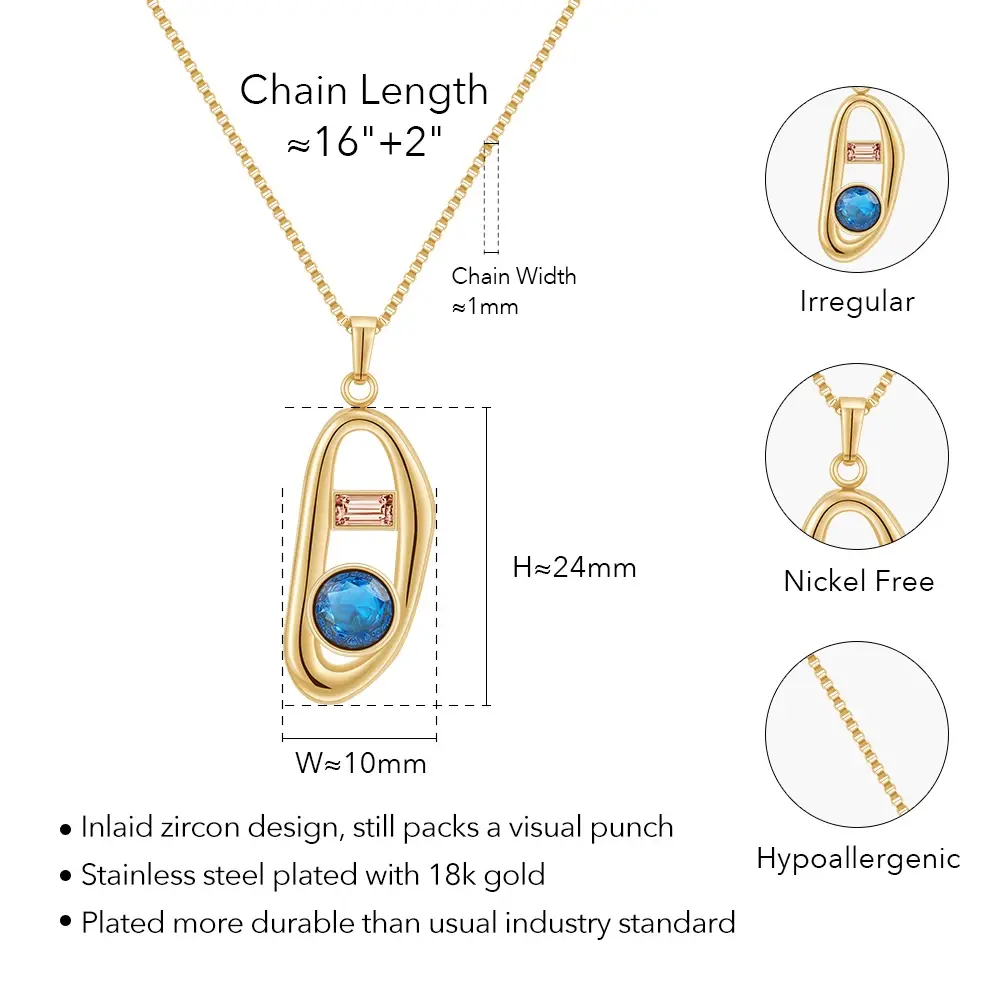 Chain Length
≈16"+2"
Chain Width
≈1mm
Irregular
Nickel Free
H≈24mm
W≈10mm
Hypoallergenic
• Inlaid zircon design, still packs a visual punch
• Stainless steel plated with 18k gold
• Plated more durable than usual industry standard